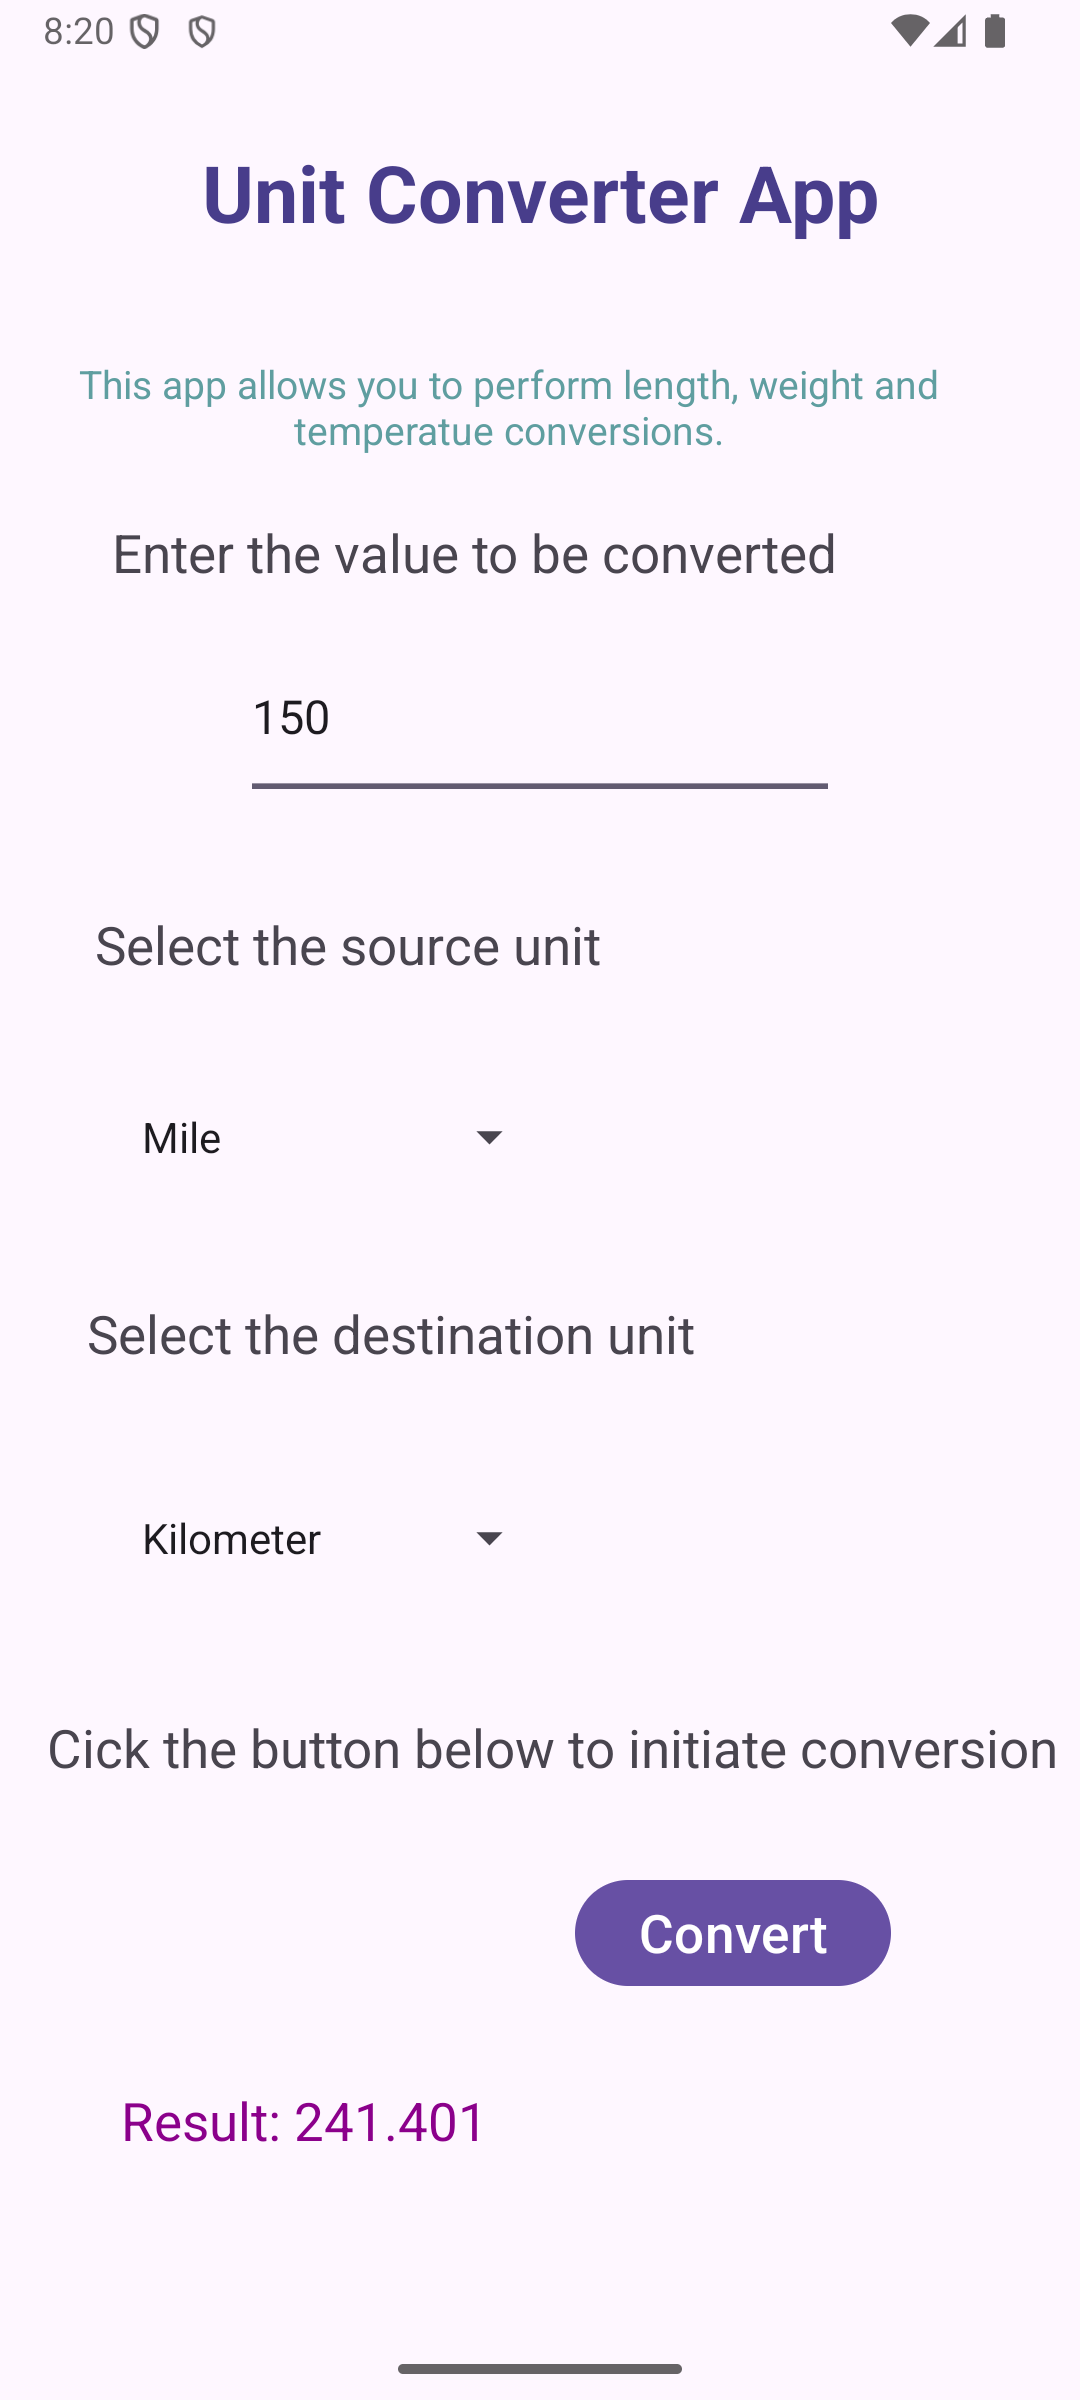 8:20
Unit Converter App
This app allows you to perform length, weight and
temperatue conversions.
Enter the value to be converted
150
Select the source unit
Mile
Select the destination unit
Kilometer
Cick the button below to initiate conversion
Convert
Result: 241.401